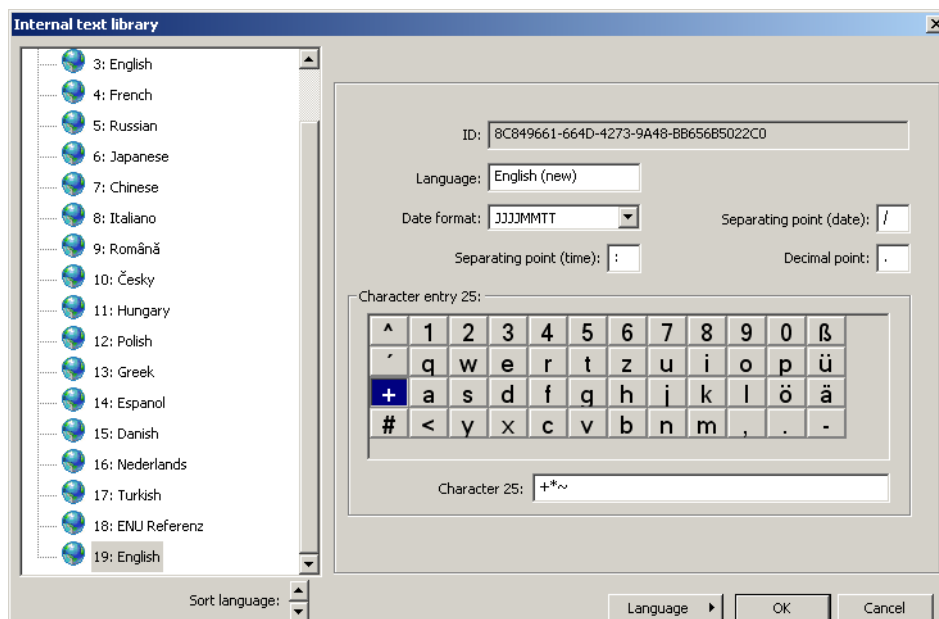 Internal text library
3: English
4: French
5: Russian
6: Japanese
7: Chinese
8: Italiano
9: Română
10: Česky
11: Hungary
12: Polish
13: Greek
14: Espanol
15: Danish
16: Nederlands
17: Turkish
18: ENU Referenz
19: English
Sort language:
ID: 8C849661-664D-4273-9A48-BB656B5022C0
Language: English (new)
Date format: JJJJMMTT Separating point (date): /
Separating point (time): : Decimal point: .
Character entry 25:
^ 1 2 3 4 5 6 7 8 9 0 ß
´ q w e r t z u i o p ü
+ a s d f g h j k l ö ä
# < y x c v b n m , . -
Character 25: +*~
Language OK Cancel